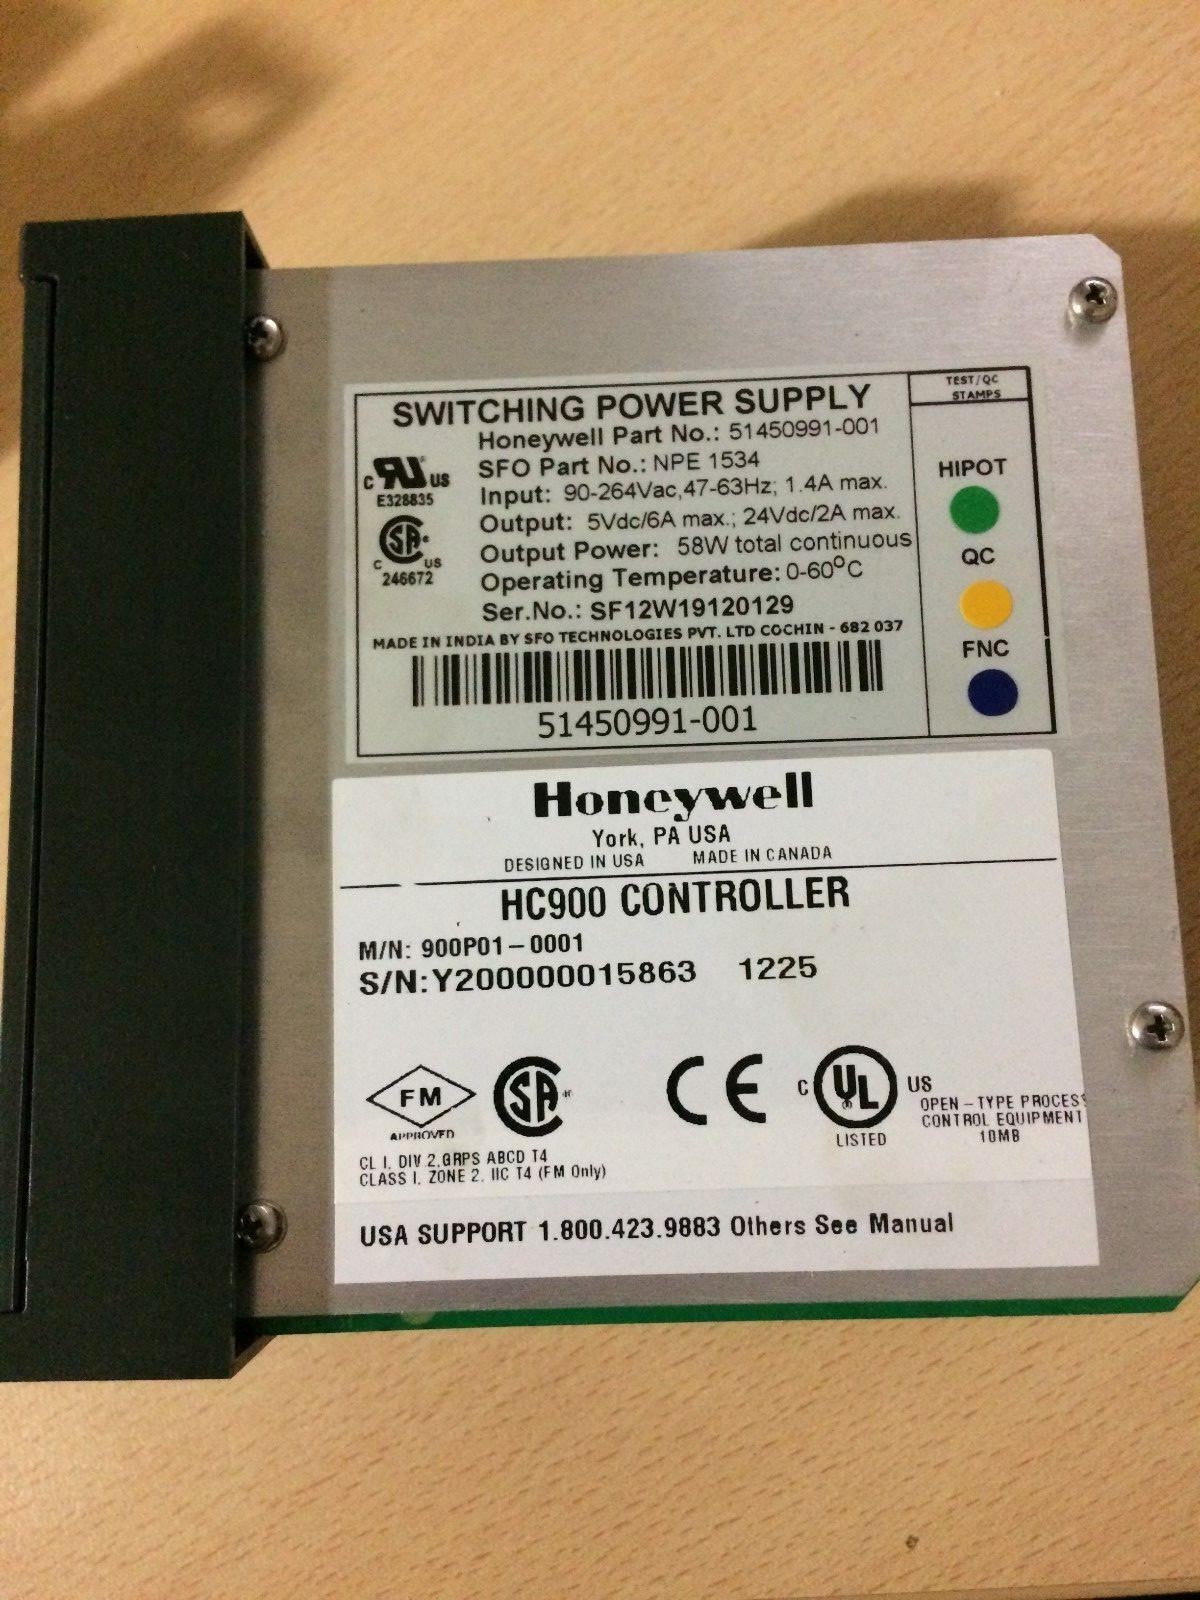 SWITCHING POWER SUPPLY
Honeywell Part No.: 51450991-001
SFO Part No.: NPE 1534
Input: 90-264Vac,47-63Hz; 1.4A max.
Output: 5Vdc/6A max.; 24Vdc/2A max.
Output Power: 58W total continuous
Operating Temperature: 0-60°C
Ser.No.: SF12W19120129
C RU US
E328835
C SA US
246672
MADE IN INDIA BY SFO TECHNOLOGIES PVT. LTD COCHIN - 682 037
51450991-001
TEST/QC
STAMPS
HIPOT
QC
FNC
Honeywell
York, PA USA
DESIGNED IN USA MADE IN CANADA
HC900 CONTROLLER
M/N: 900P01-0001
S/N:Y200000015863 1225
FM
APPROVED
SA
CE
C UL US
LISTED
OPEN-TYPE PROCESS
CONTROL EQUIPMENT
10MB
CL I, DIV 2,GRPS ABCD T4
CLASS I, ZONE 2, IIC T4 (FM Only)
USA SUPPORT 1.800.423.9883 Others See Manual